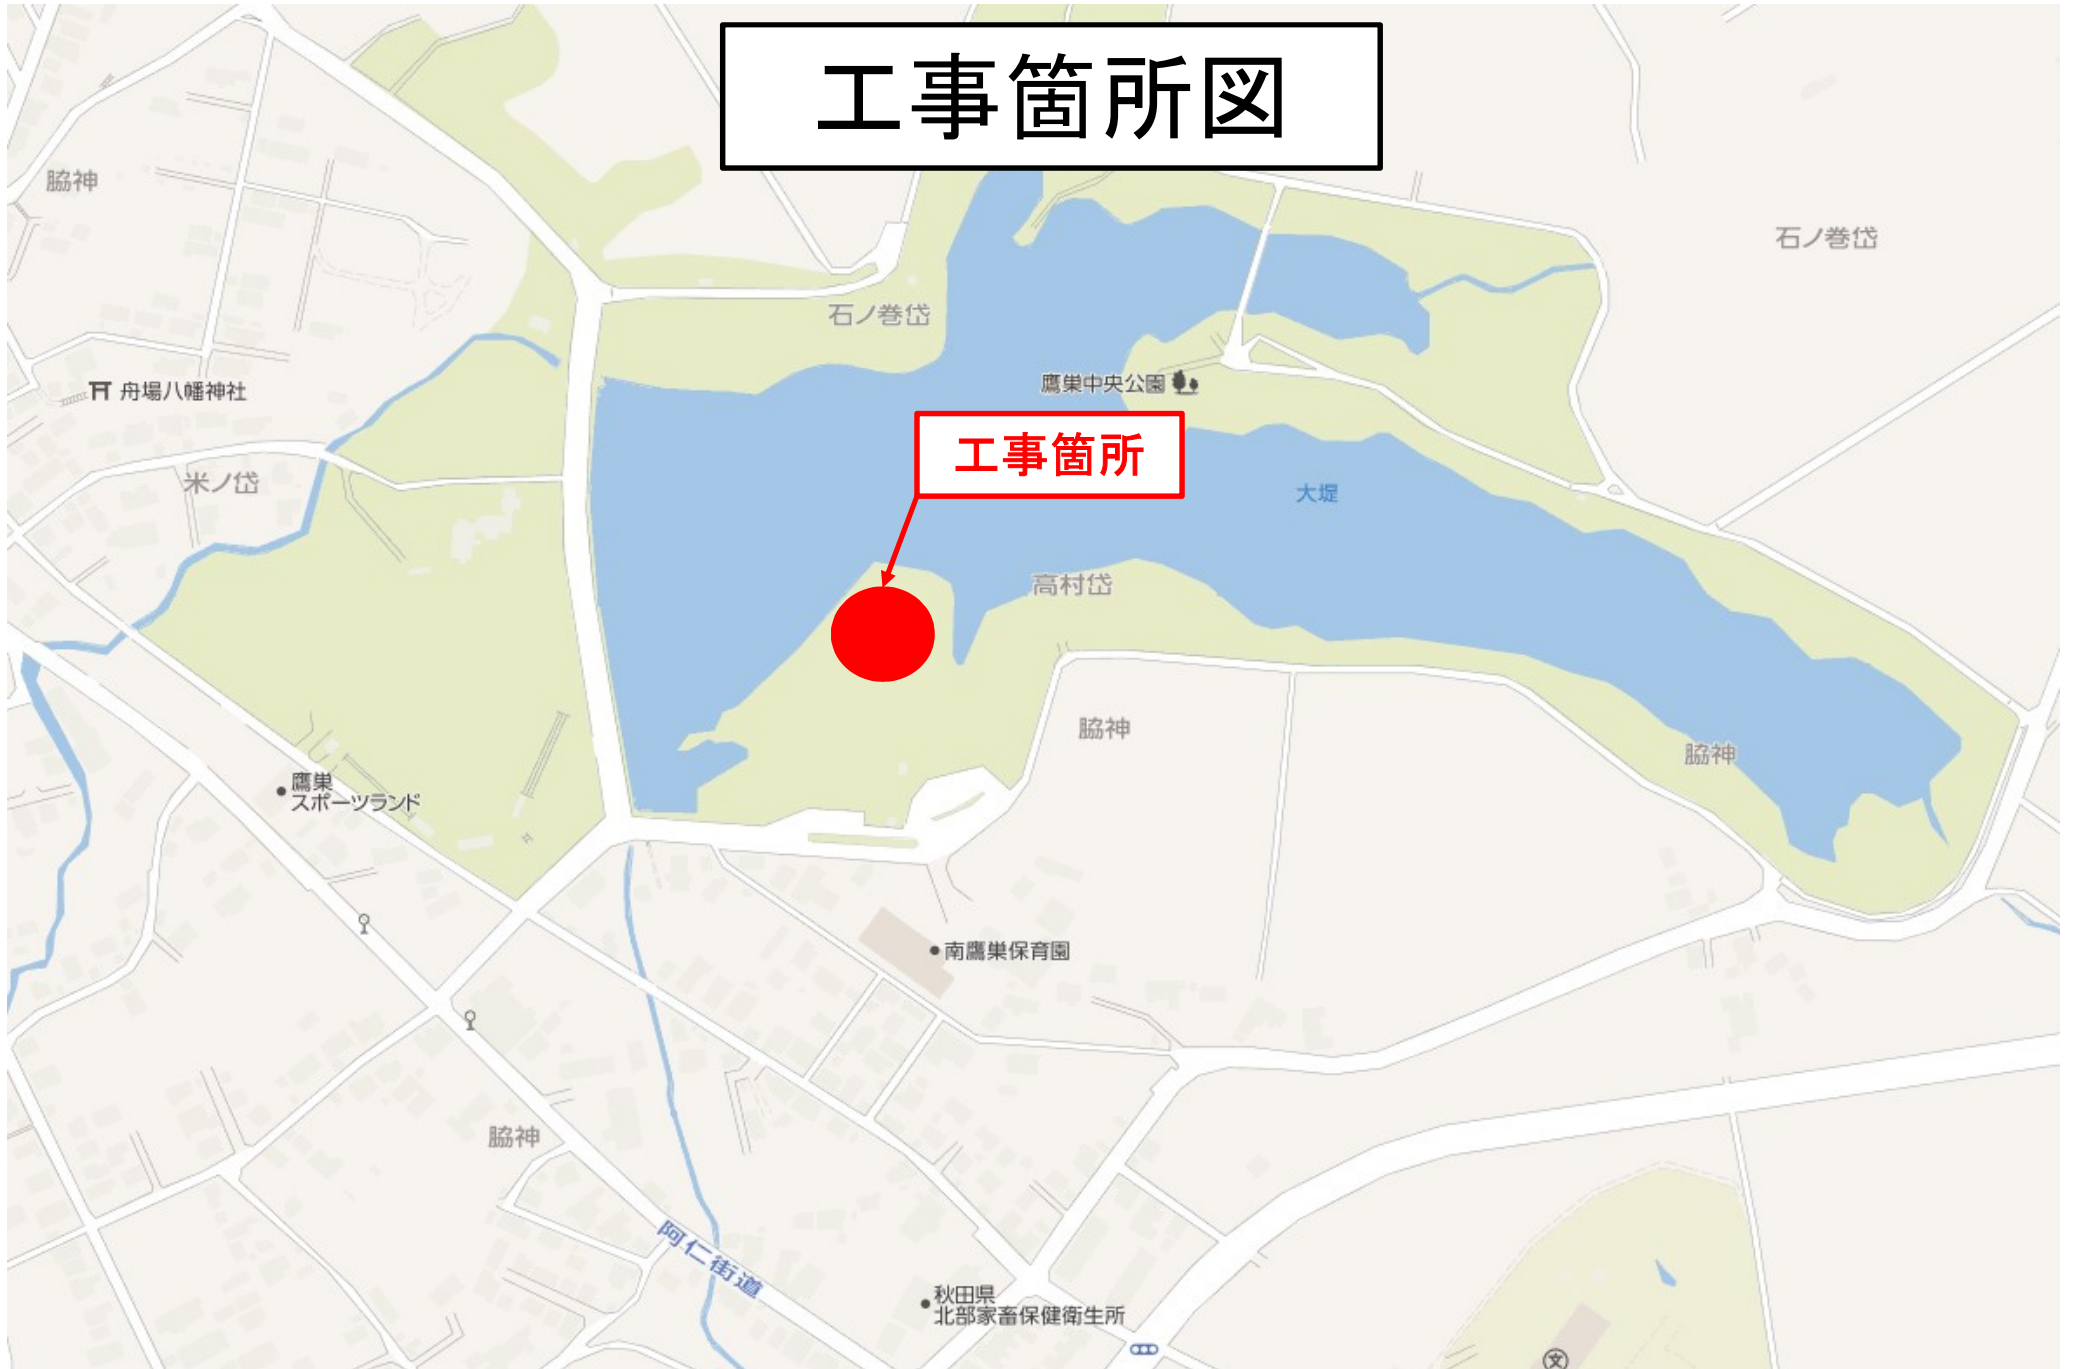 工事箇所図
脇神
石ノ巻岱
石ノ巻岱
鷹巣中央公園
舟場八幡神社
工事箇所
米ノ岱
大堤
高村岱
脇神
脇神
鷹巣
スポーツランド
南鷹巣保育園
脇神
阿仁街道
秋田県
北部家畜保健衛生所
文